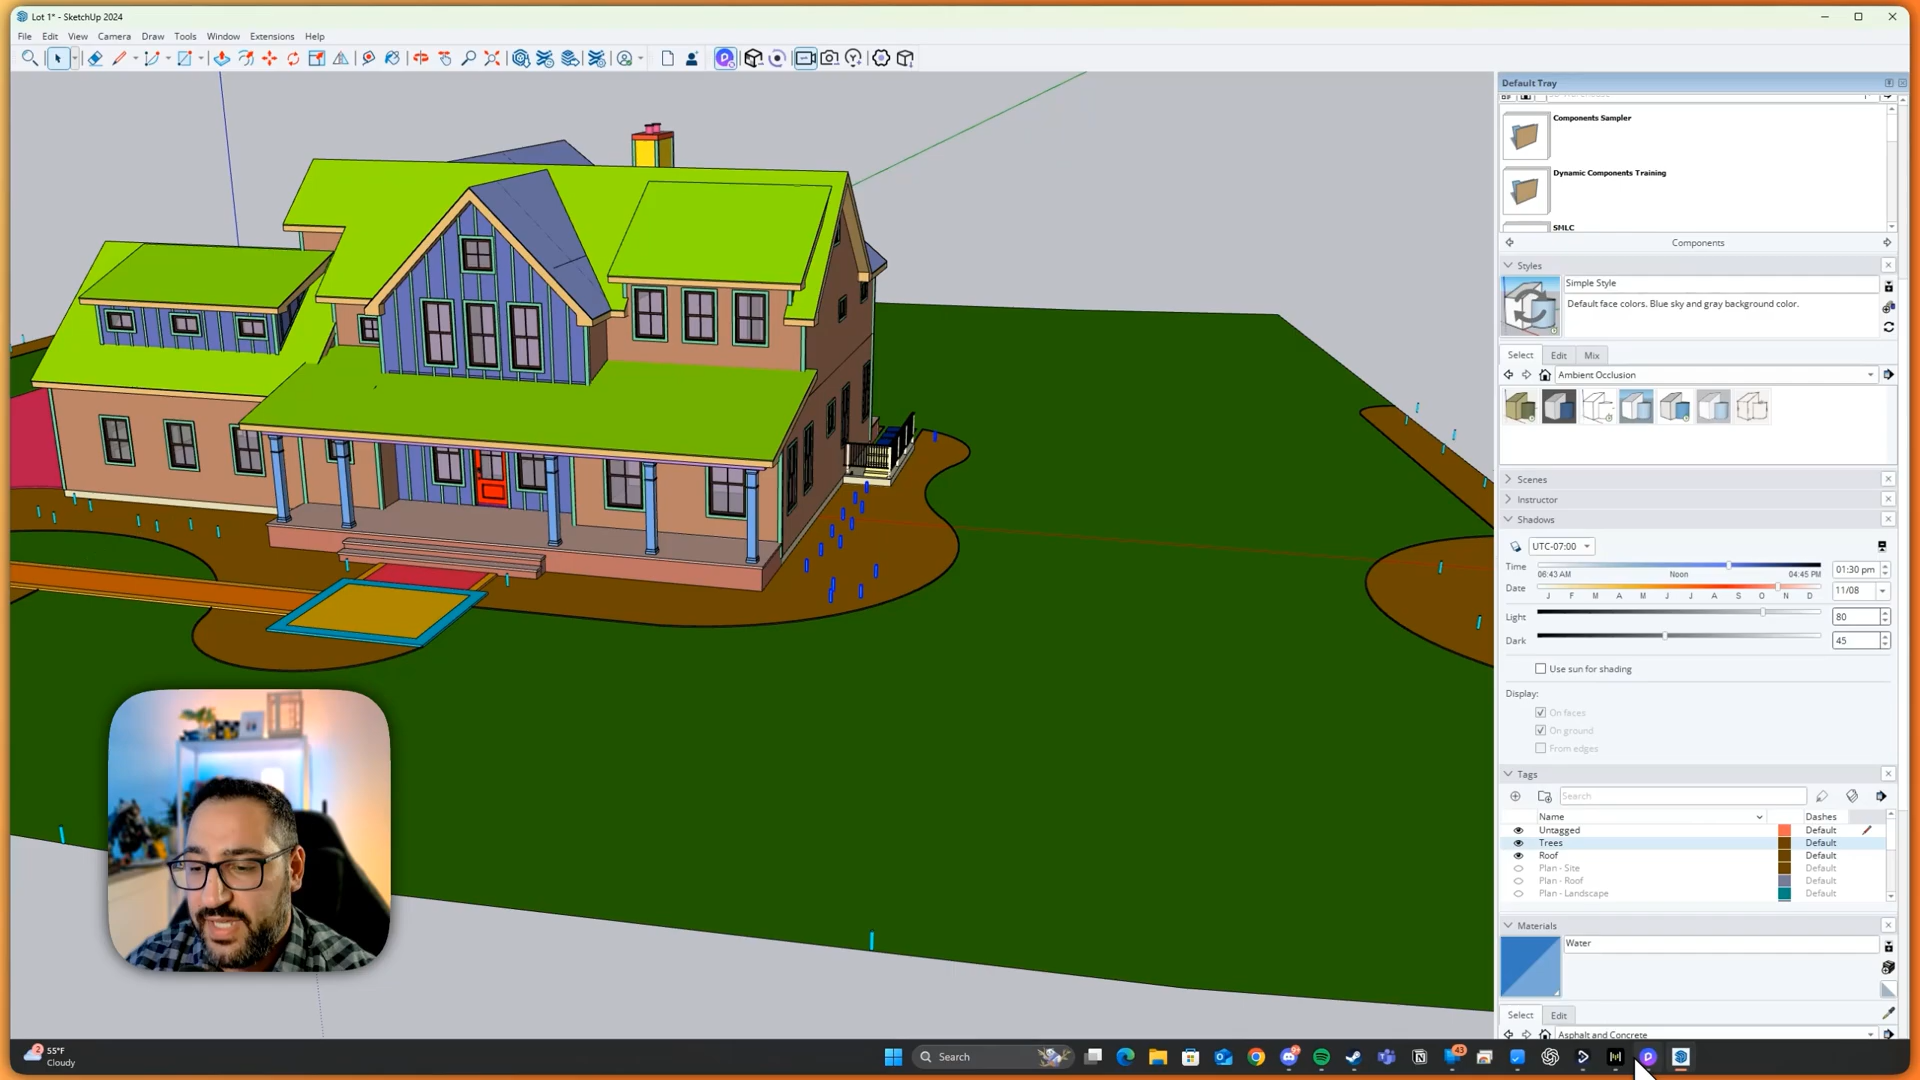 Lot 1* - SketchUp 2024
File Edit View Camera Draw Tools Window Extensions Help
Default Tray
Components Sampler
Dynamic Components Training
SMLC
Components
Styles
Simple Style
Default face colors. Blue sky and gray background color.
Select Edit Mix
Ambient Occlusion
Scenes
Instructor
Shadows
UTC-07:00
Time 06:43 AM Noon 04:45 PM 01:30 pm
Date J F M A M J J A S O N D 11/08
Light 80
Dark 45
Use sun for shading
Display:
On faces
On ground
From edges
Tags
Search
Name Dashes
Untagged Default
Trees Default
Roof Default
Plan - Site Default
Plan - Roof Default
Plan - Landscape Default
Materials
Water
Select Edit
Asphalt and Concrete
2 55°F
Cloudy
Search
43